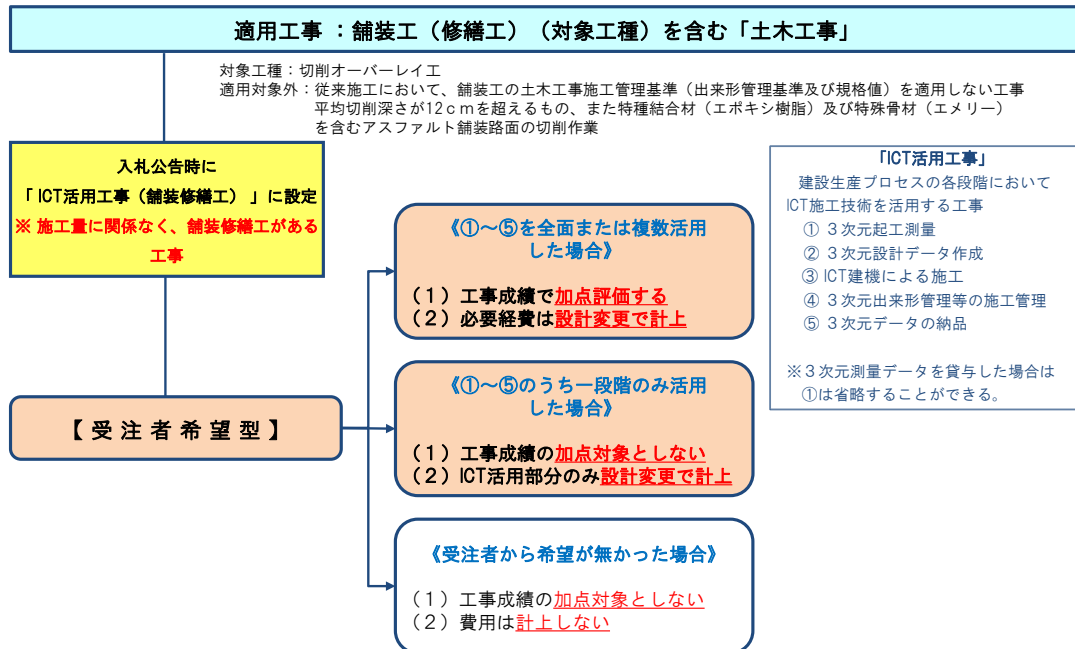 適用工事 ：舗装工（修繕工）（対象工種）を含む「土木工事」
対象工種：切削オーバーレイ工
適用対象外：従来施工において、舗装工の土木工事施工管理基準（出来形管理基準及び規格値）を適用しない工事
平均切削深さが12ｃｍを超えるもの、また特種結合材（エポキシ樹脂）及び特殊骨材（エメリー）
を含むアスファルト舗装路面の切削作業
入札公告時に
「 ICT活用工事（舗装修繕工） 」に設定
※ 施工量に関係なく、舗装修繕工がある
工事
【 受 注 者 希 望 型 】
《①～⑤を全面または複数活用
した場合》
（１）工事成績で加点評価する
（２）必要経費は設計変更で計上
《①～⑤のうち一段階のみ活用
した場合》
（１）工事成績の加点対象としない
（２）ICT活用部分のみ設計変更で計上
《受注者から希望が無かった場合》
（１）工事成績の加点対象としない
（２）費用は計上しない
「ICT活用工事」
建設生産プロセスの各段階において
ICT施工技術を活用する工事
① ３次元起工測量
② ３次元設計データ作成
③ ICT建機による施工
④ ３次元出来形管理等の施工管理
⑤ ３次元データの納品
※３次元測量データを貸与した場合は
①は省略することができる。